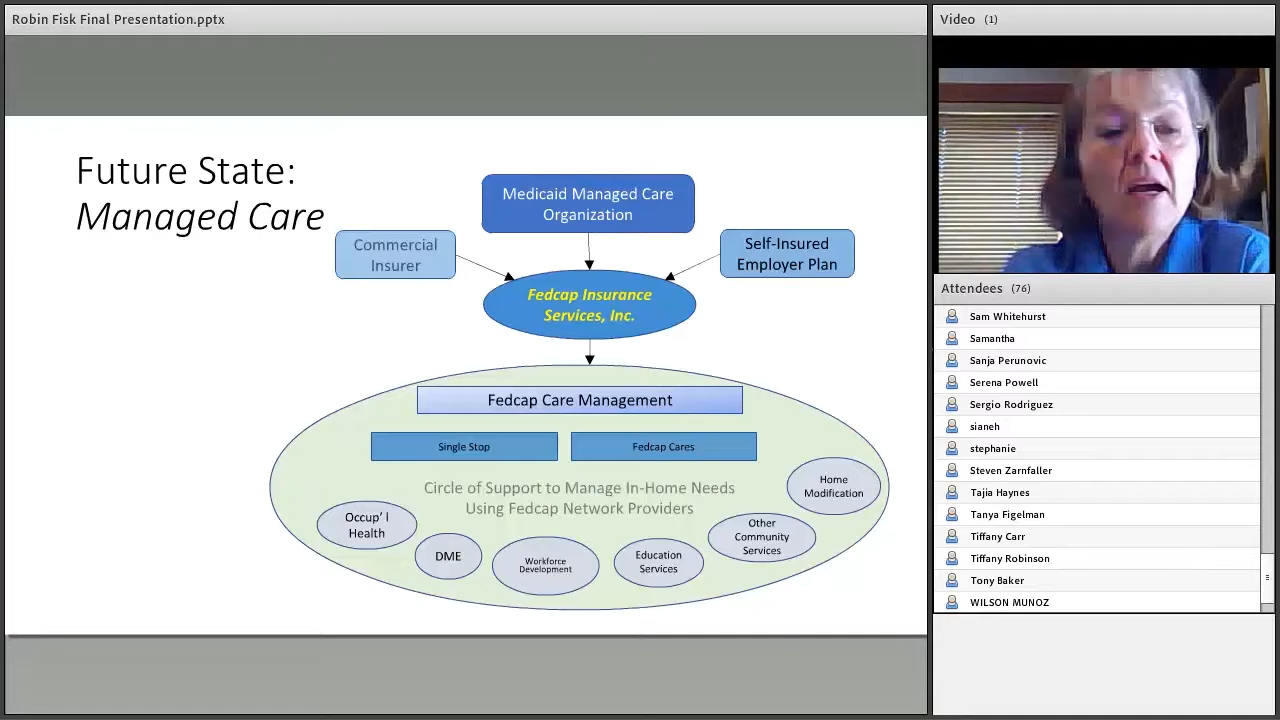 Robin Fisk Final Presentation.pptx
Future State:
Managed Care
Medicaid Managed Care
Organization
Commercial
Insurer
Self-Insured
Employer Plan
Fedcap Insurance
Services, Inc.
Fedcap Care Management
Single Stop
Fedcap Cares
Circle of Support to Manage In-Home Needs
Using Fedcap Network Providers
Occup' l
Health
DME
Workforce
Development
Education
Services
Other
Community
Services
Home
Modification
Video (1)
Attendees (76)
Sam Whitehurst
Samantha
Sanja Perunovic
Serena Powell
Sergio Rodriguez
sianeh
stephanie
Steven Zarnfaller
Tajia Haynes
Tanya Figelman
Tiffany Carr
Tiffany Robinson
Tony Baker
WILSON MUNOZ